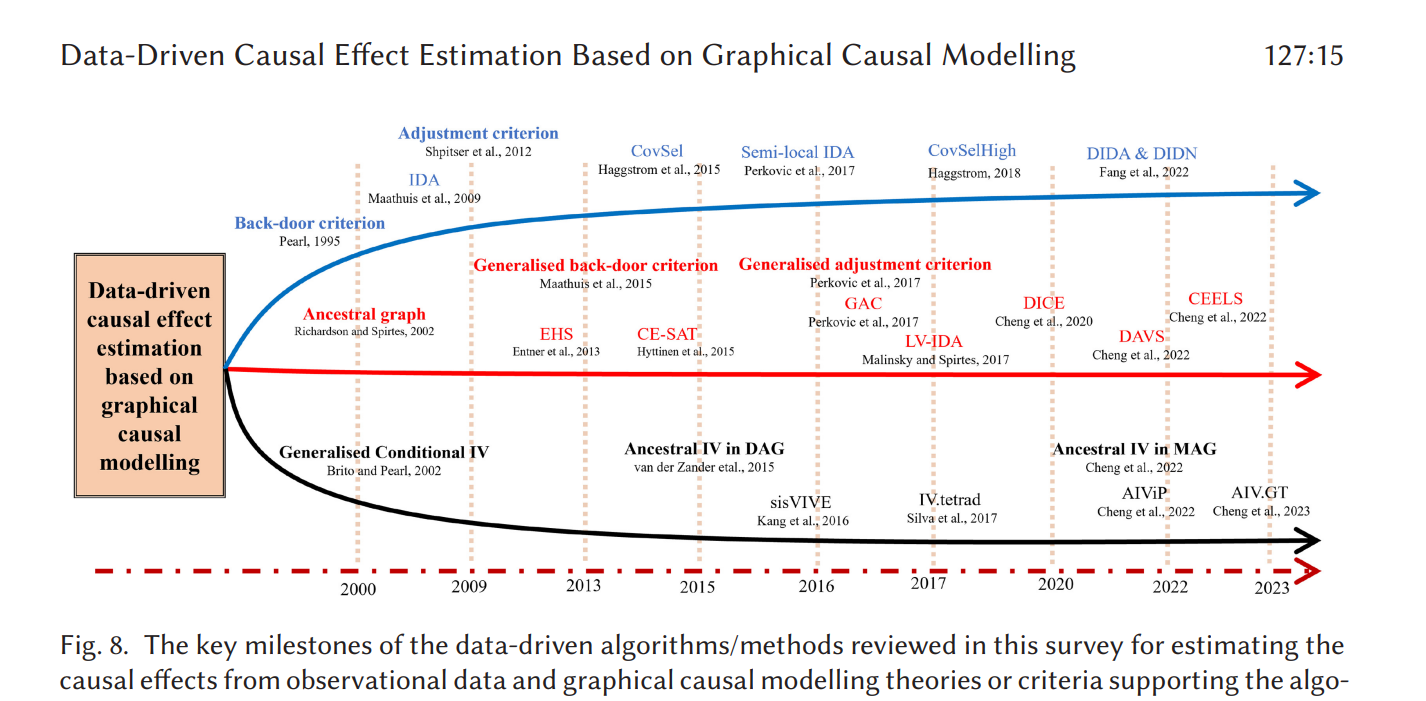 Data-Driven Causal Effect Estimation Based on Graphical Causal Modelling 127:15
Data-driven
causal effect
estimation
based on
graphical
causal
modelling
Adjustment criterion
Shpitser et al., 2012
IDA
Maathuis et al., 2009
Back-door criterion
Pearl, 1995
CovSel
Haggstrom et al., 2015
Semi-local IDA
Perkovic et al., 2017
CovSelHigh
Haggstrom, 2018
DIDA & DIDN
Fang et al., 2022
Generalised back-door criterion
Maathuis et al., 2015
Generalised adjustment criterion
Perkovic et al., 2017
Ancestral graph
Richardson and Spirtes, 2002
EHS
Entner et al., 2013
CE-SAT
Hyttinen et al., 2015
GAC
Perkovic et al., 2017
LV-IDA
Malinsky and Spirtes, 2017
DICE
Cheng et al., 2020
DAVS
Cheng et al., 2022
CEELS
Cheng et al., 2022
Generalised Conditional IV
Brito and Pearl, 2002
Ancestral IV in DAG
van der Zander etal., 2015
sisVIVE
Kang et al., 2016
IV.tetrad
Silva et al., 2017
Ancestral IV in MAG
Cheng et al., 2022
AIViP
Cheng et al., 2022
AIV.GT
Cheng et al., 2023
2000 2009 2013 2015 2016 2017 2020 2022 2023
Fig. 8. The key milestones of the data-driven algorithms/methods reviewed in this survey for estimating the
causal effects from observational data and graphical causal modelling theories or criteria supporting the algo-